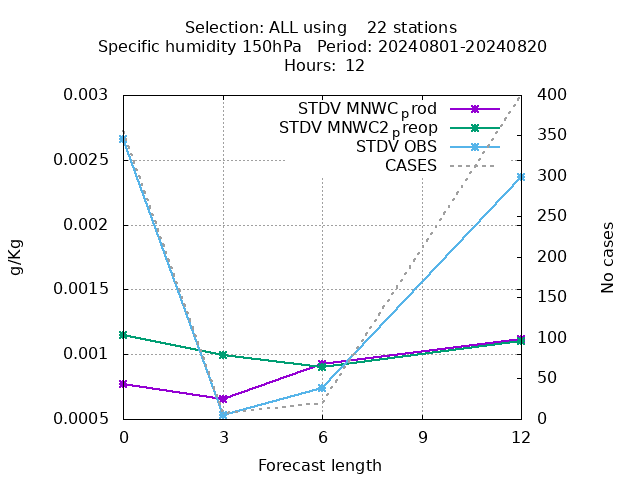 Selection: ALL using    22 stations
Specific humidity 150hPa   Period: 20240801-20240820
Hours: 12
0.003
0.0025
0.002
0.0015
0.001
0.0005
400
350
300
250
200
150
100
50
0
STDV MNWCprod
STDV MNWC2preop
STDV OBS
CASES
g/Kg
No cases
0
3
6
9
12
Forecast length